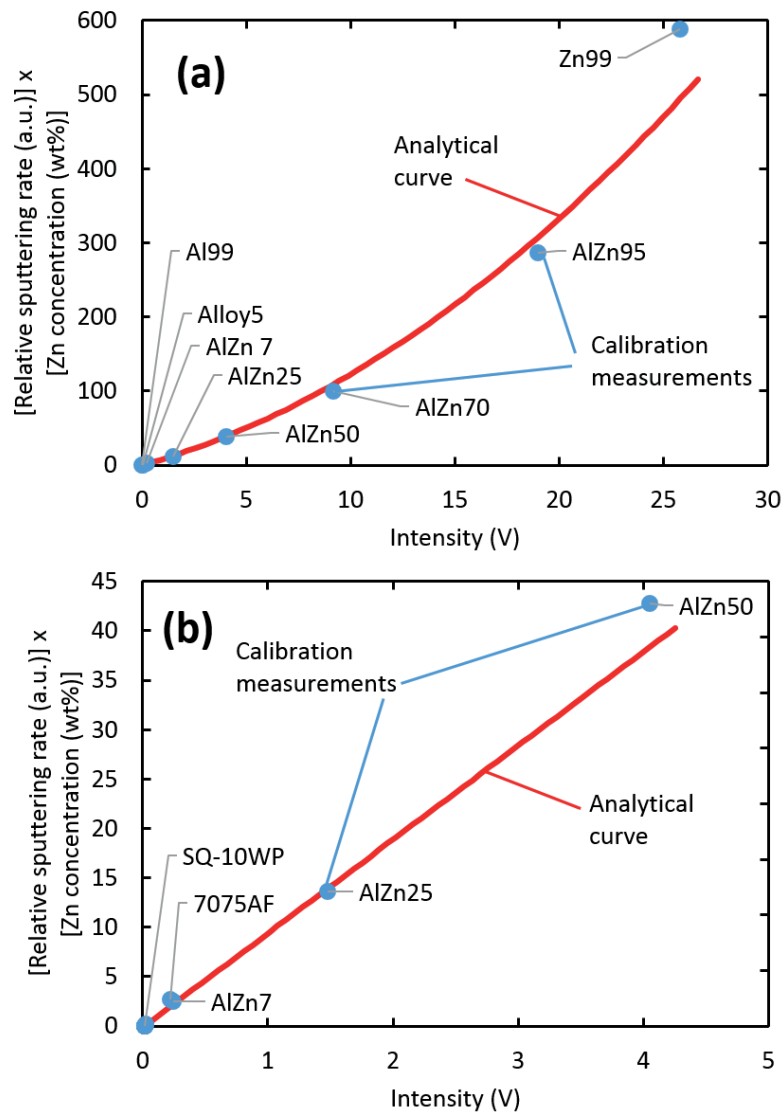 [Relative sputtering rate (a.u.)] x
[Zn concentration (wt%)]
600
500
400
300
200
100
0
(a)
Zn99
Analytical
curve
Al99
AlZn95
Alloy5
AlZn 7
AlZn25
Calibration
measurements
AlZn70
AlZn50
0 5 10 15 20 25 30
Intensity (V)
[Relative sputtering rate (a.u.)] x
[Zn concentration (wt%)]
45
40
35
30
25
20
15
10
5
0
(b)
AlZn50
Calibration
measurements
Analytical
curve
SQ-10WP
7075AF
AlZn25
AlZn7
0 1 2 3 4 5
Intensity (V)